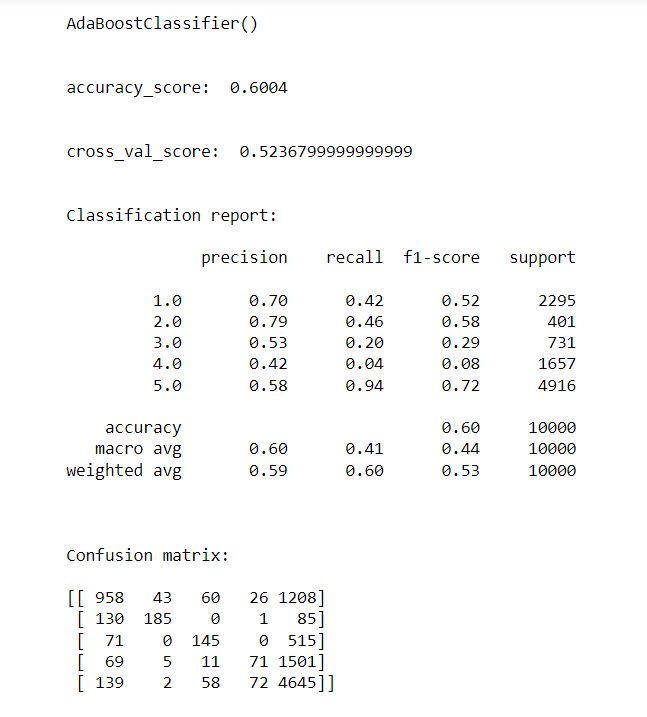 AdaBoostClassifier()
accuracy_score:  0.6004
cross_val_score:  0.5236799999999999
Classification report:
              precision    recall  f1-score   support
         1.0       0.70      0.42      0.52      2295
         2.0       0.79      0.46      0.58       401
         3.0       0.53      0.20      0.29       731
         4.0       0.42      0.04      0.08      1657
         5.0       0.58      0.94      0.72      4916
    accuracy                           0.60     10000
   macro avg       0.60      0.41      0.44     10000
weighted avg       0.59      0.60      0.53     10000
Confusion matrix:
[[ 958   43   60   26 1208]
 [ 130  185    0    1   85]
 [  71    0  145    0  515]
 [  69    5   11   71 1501]
 [ 139    2   58   72 4645]]